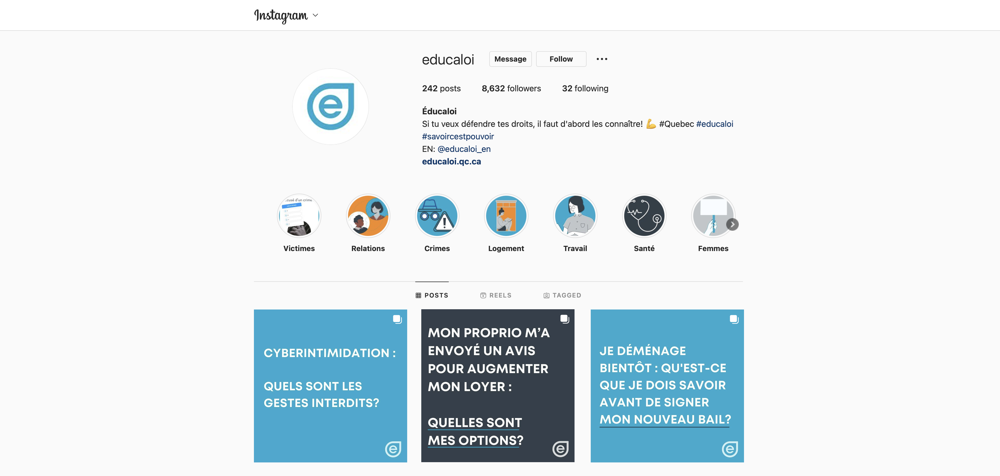 Instagram
educaloi Message Follow
242 posts 8,632 followers 32 following
Éducaloi
Si tu veux défendre tes droits, il faut d'abord les connaître! 💪 #Quebec #educaloi
#savoircestpouvoir
EN: @educaloi_en
educaloi.qc.ca
cusé d'un crime
Victimes Relations Crimes Logement Travail Santé Femmes
POSTS REELS TAGGED
CYBERINTIMIDATION :
QUELS SONT LES
GESTES INTERDITS?
e
MON PROPRIO M'A
ENVOYÉ UN AVIS
POUR AUGMENTER
MON LOYER :
QUELLES SONT
MES OPTIONS?
e
JE DÉMÉNAGE
BIENTÔT : QU'EST-CE
QUE JE DOIS SAVOIR
AVANT DE SIGNER
MON NOUVEAU BAIL?
e